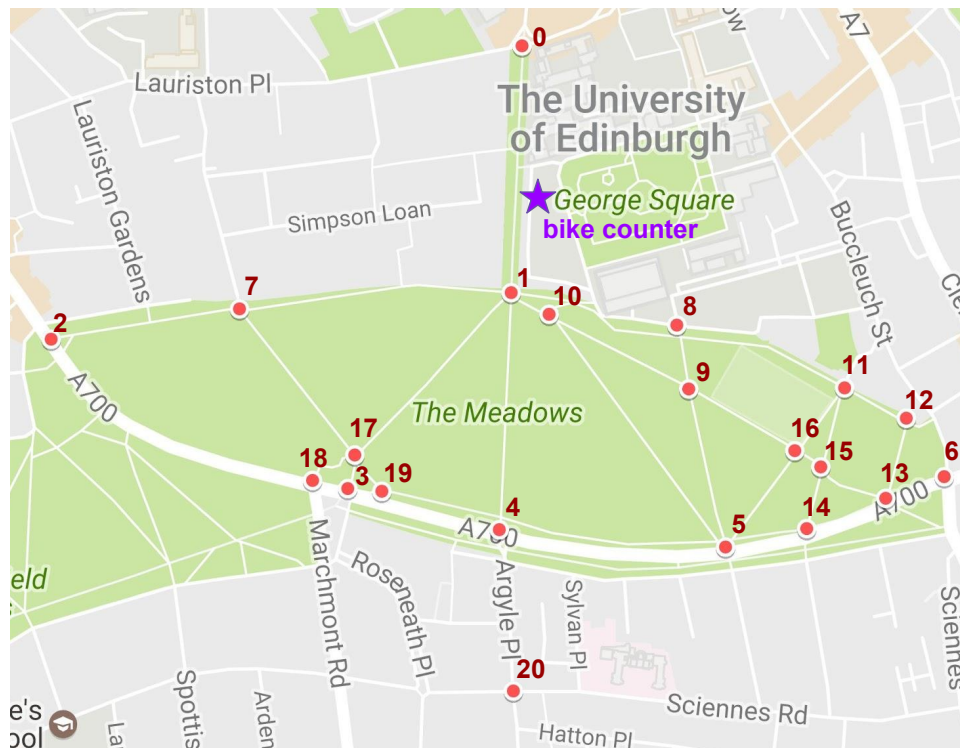 0
A7
Lauriston Pl
The University
of Edinburgh
Lauriston Gardens
George Square
bike counter
Simpson Loan
Buccleuch St
1
7
10
8
2
11
9
12
A700
The Meadows
17
16
18
3
19
15
6
13
A700
4
5
14
A700
Marchmont Rd
Roseneath Pl
Argyle Pl
Sylvan Pl
Sciennes
eld
20
Spottis
Arden
Sciennes Rd
e's
ool
La
Hatton Pl